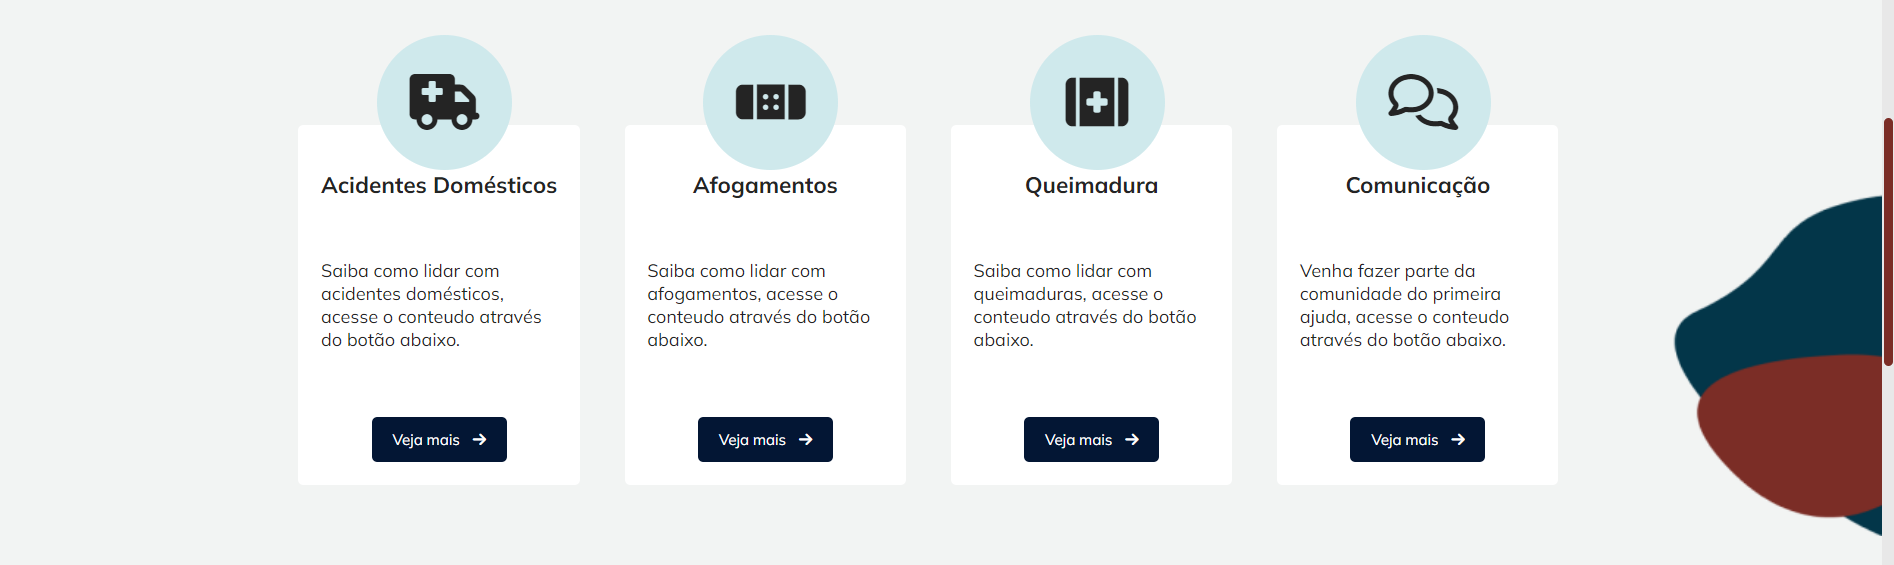 Acidentes Domésticos
Saiba como lidar com
acidentes domésticos,
acesse o conteudo através
do botão abaixo.
Veja mais
Afogamentos
Saiba como lidar com
afogamentos, acesse o
conteudo através do botão
abaixo.
Veja mais
Queimadura
Saiba como lidar com
queimaduras, acesse o
conteudo através do botão
abaixo.
Veja mais
Comunicação
Venha fazer parte da
comunidade do primeira
ajuda, acesse o conteudo
através do botão abaixo.
Veja mais